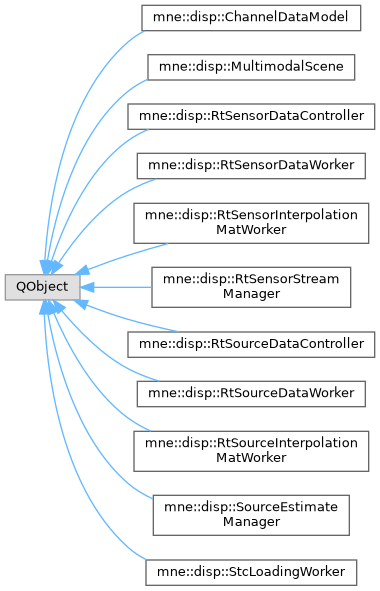 mne::disp::ChannelDataModel
mne::disp::MultimodalScene
mne::disp::RtSensorDataController
mne::disp::RtSensorDataWorker
mne::disp::RtSensorInterpolation
MatWorker
QObject
mne::disp::RtSensorStream
Manager
mne::disp::RtSourceDataController
mne::disp::RtSourceDataWorker
mne::disp::RtSourceInterpolation
MatWorker
mne::disp::SourceEstimate
Manager
mne::disp::StcLoadingWorker